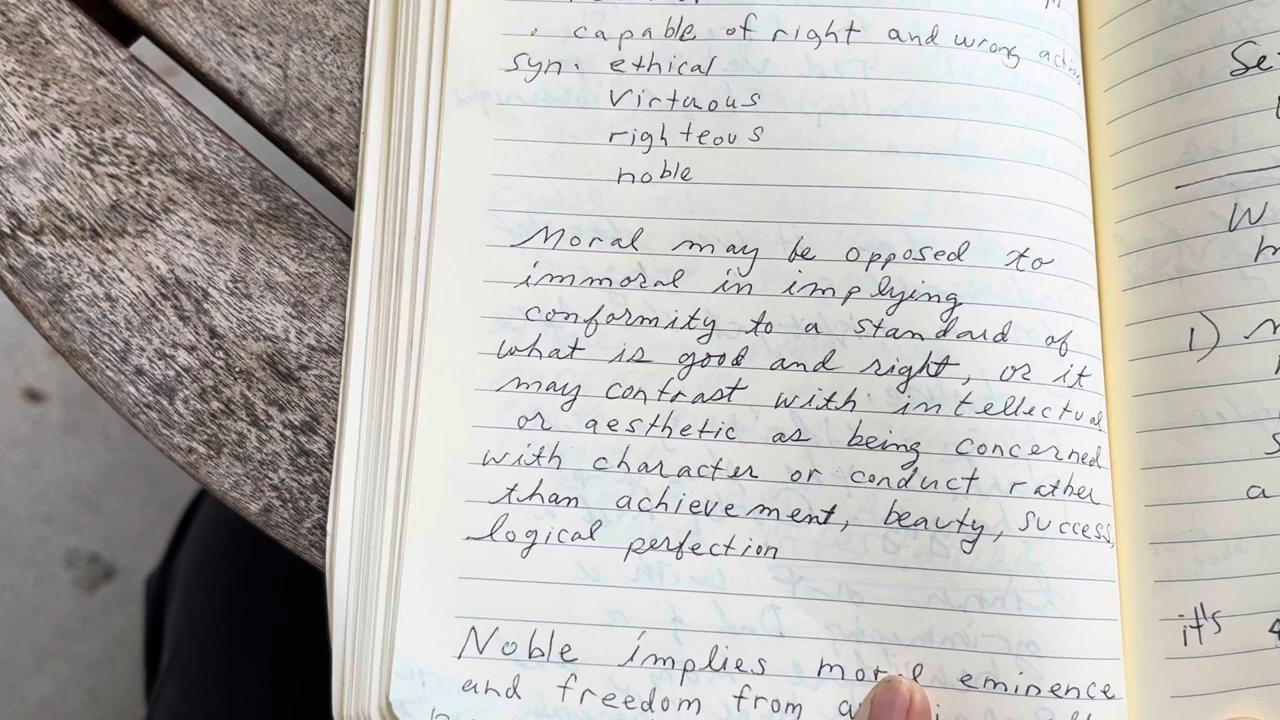 . capable of right and wrong action
syn. ethical
virtuous
righteous
noble
Moral may be opposed to
immoral in implying
conformity to a standard of
what is good and right, or it
may contrast with intellectual
or aesthetic as being concerned
with character or conduct rather
than achievement, beauty, success,
logical perfection
Noble implies moral eminence
and freedom from
Se
W
1)
s
a
it's